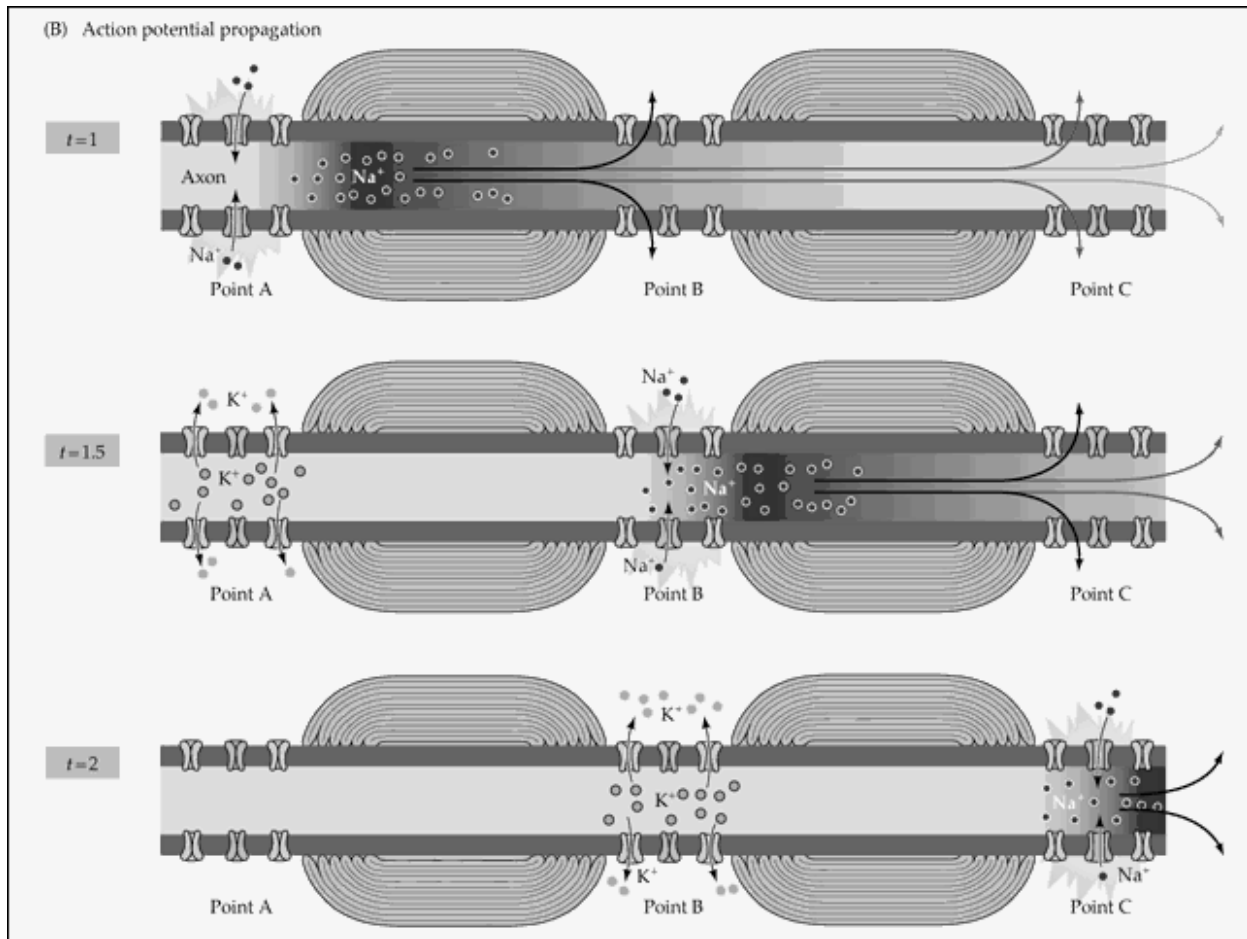 (B) Action potential propagation
t=1
Axon
Na⁺
Na⁺
Point A
Point B
Point C
K⁺
Na⁺
t=1.5
K⁺
Na⁺
Na⁺
Point A
Point B
Point C
K⁺
t=2
K⁺
Na⁺
K⁺
Na⁺
Point A
Point B
Point C